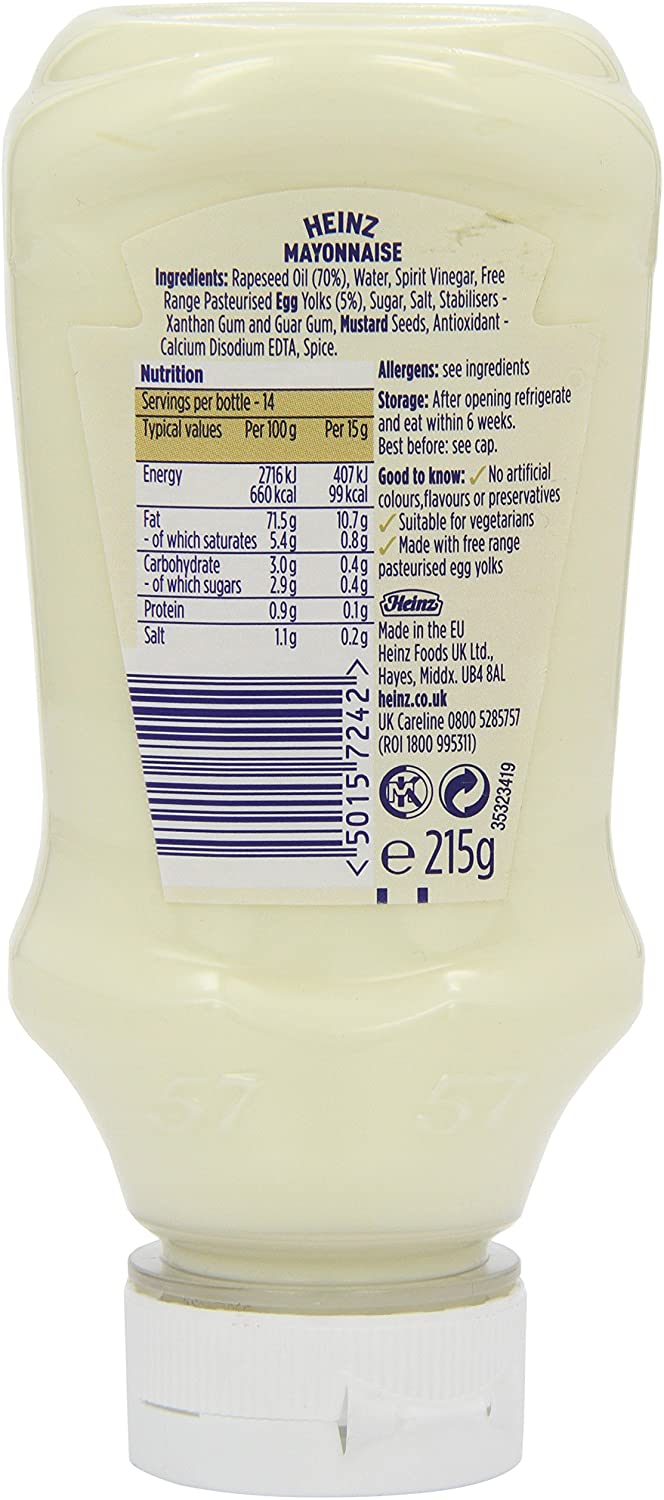 HEINZ
MAYONNAISE
Ingredients: Rapeseed Oil (70%), Water, Spirit Vinegar, Free
Range Pasteurised Egg Yolks (5%), Sugar, Salt, Stabilisers -
Xanthan Gum and Guar Gum, Mustard Seeds, Antioxidant -
Calcium Disodium EDTA, Spice.
Nutrition
Servings per bottle - 14
Typical values Per 100g Per 15g
Energy 2716 kJ 407 kJ
660 kcal 99 kcal
Fat 71.5g 10.7g
- of which saturates 5.4g 0.8g
Carbohydrate 3.0g 0.4g
- of which sugars 2.9g 0.4g
Protein 0.9g 0.1g
Salt 1.1g 0.2g
<50157242>
Allergens: see ingredients
Storage: After opening refrigerate
and eat within 6 weeks.
Best before: see cap.
Good to know: ✓ No artificial
colours,flavours or preservatives
✓ Suitable for vegetarians
✓ Made with free range
pasteurised egg yolks
Heinz
Made in the EU
Heinz Foods UK Ltd.,
Hayes, Middx. UB4 8AL
heinz.co.uk
UK Careline 0800 5285757
(ROI 1800 995311)
35323419
e 215g
57 57